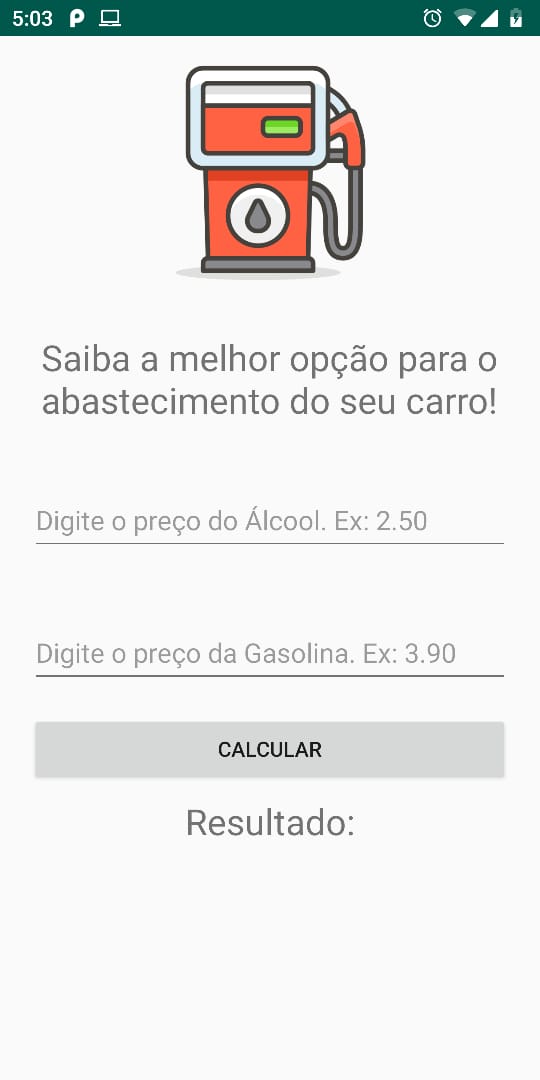 5:03
Saiba a melhor opção para o
abastecimento do seu carro!
Digite o preço do Álcool. Ex: 2.50
Digite o preço da Gasolina. Ex: 3.90
CALCULAR
Resultado: